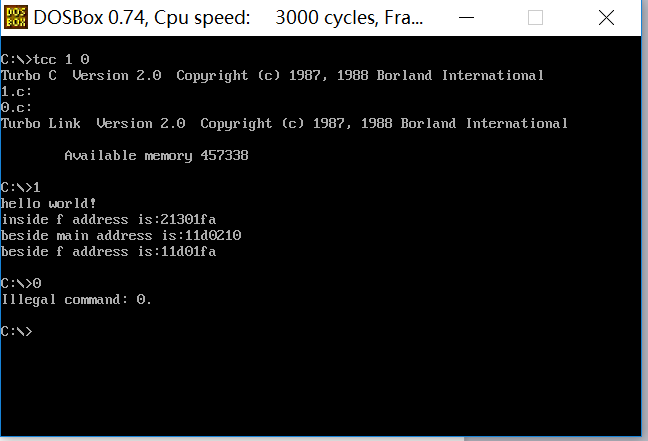 DOSBox 0.74, Cpu speed: 3000 cycles, Fra...
C:\>tcc 1 0
Turbo C Version 2.0 Copyright (c) 1987, 1988 Borland International
1.c:
0.c:
Turbo Link Version 2.0 Copyright (c) 1987, 1988 Borland International
Available memory 457338
C:\>1
hello world!
inside f address is:21301fa
beside main address is:11d0210
beside f address is:11d01fa
C:\>0
Illegal command: 0.
C:\>